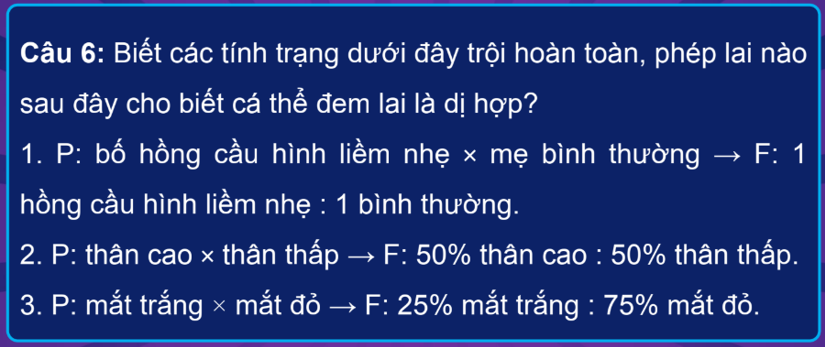 Câu 6: Biết các tính trạng dưới đây trội hoàn toàn, phép lai nào
sau đây cho biết cá thể đem lai là dị hợp?
1. P: bố hồng cầu hình liềm nhẹ × mẹ bình thường → F: 1
hồng cầu hình liềm nhẹ : 1 bình thường.
2. P: thân cao × thân thấp → F: 50% thân cao : 50% thân thấp.
3. P: mắt trắng × mắt đỏ → F: 25% mắt trắng : 75% mắt đỏ.